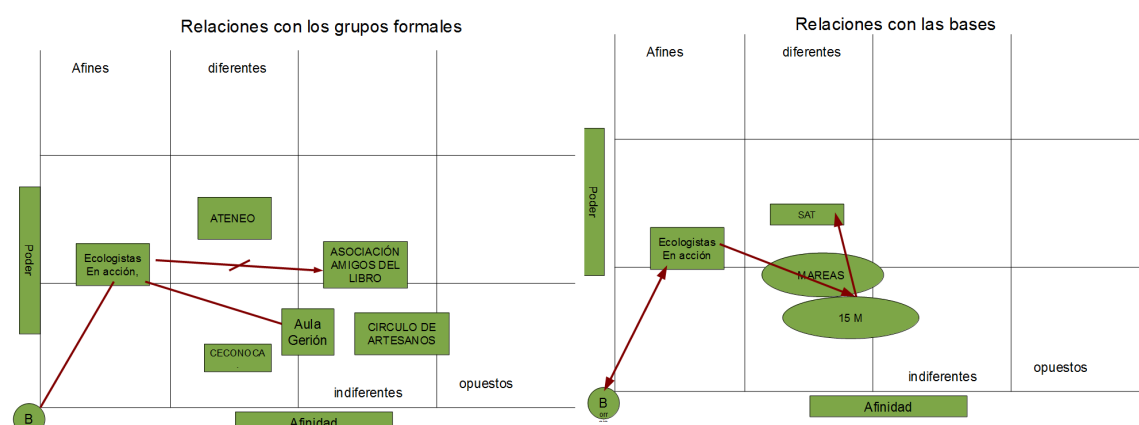 Relaciones con los grupos formales
Afines
diferentes
Poder
ATENEO
Ecologistas
En acción,
ASOCIACIÓN
AMIGOS DEL
LIBRO
Aula
Gerión
CIRCULO DE
ARTESANOS
CECONOCA
.
indiferentes
opuestos
B
Afinidad
Relaciones con las bases
Afines
diferentes
Poder
SAT
Ecologistas
En acción
MAREAS
15 M
indiferentes
opuestos
B
Afinidad